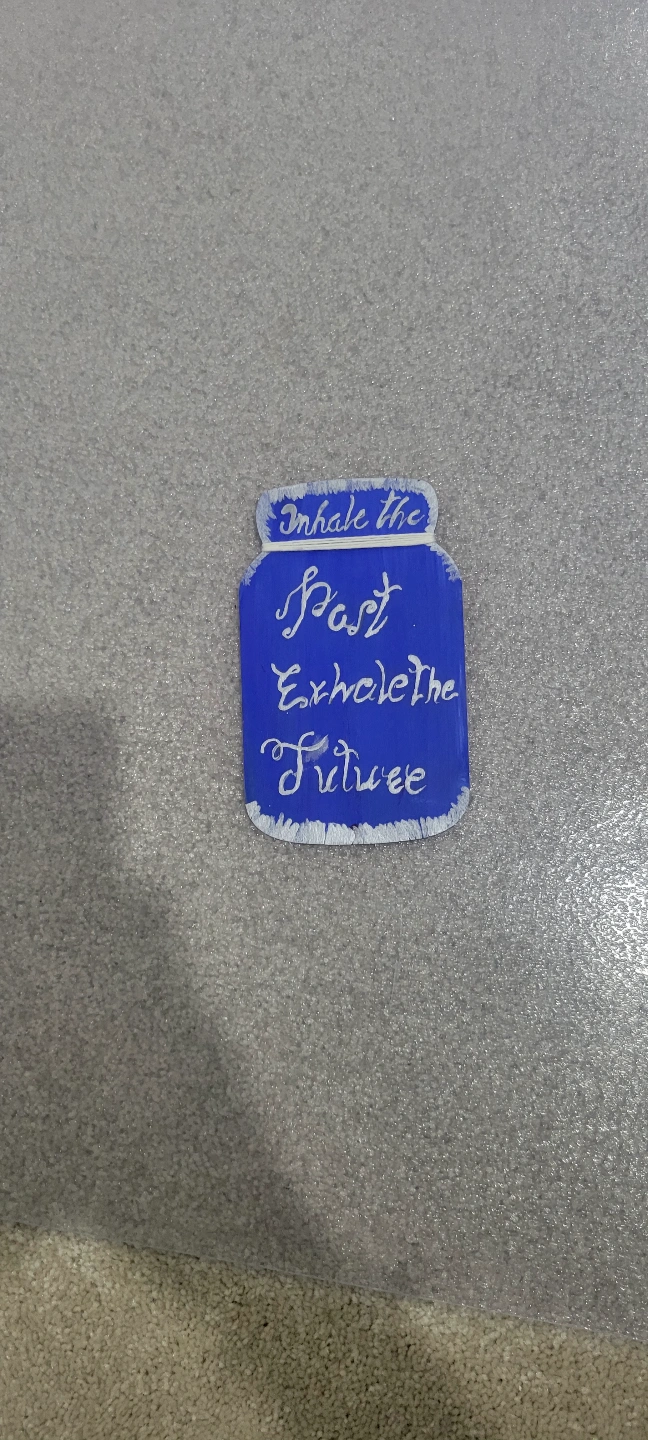 Inhale the
Past
Exhale the
Future